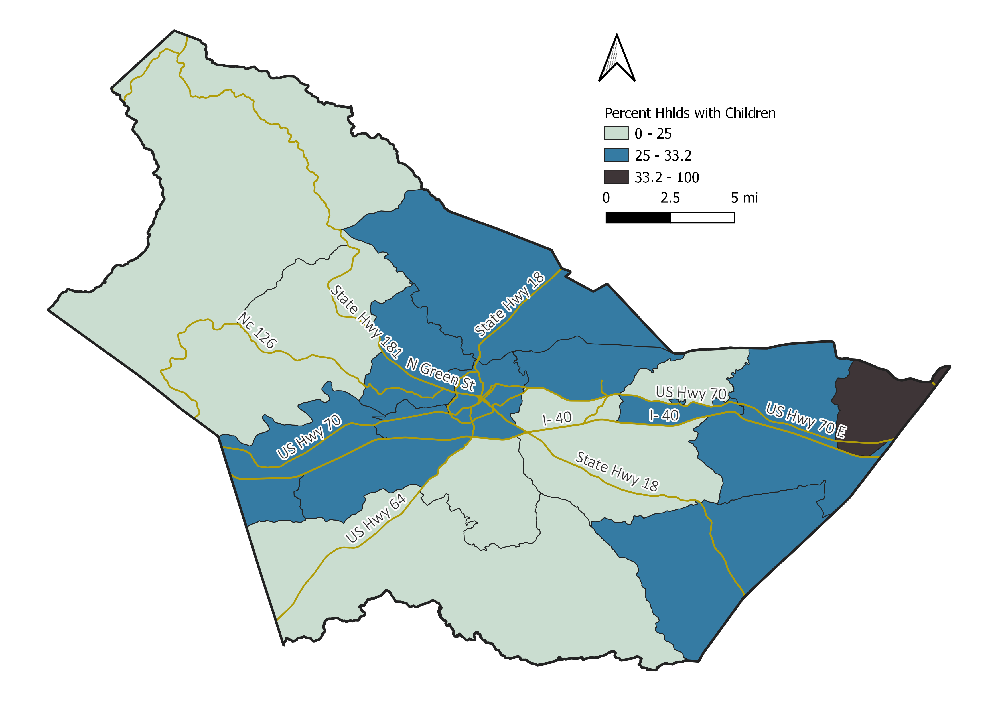 Percent Hhlds with Children
0 - 25
25 - 33.2
33.2 - 100
0 2.5 5 mi
State Hwy 18
State Hwy 181
Nc 126
N Green St
US Hwy 70
I- 40
I- 40
US Hwy 70 E
US Hwy 70
State Hwy 18
US Hwy 64